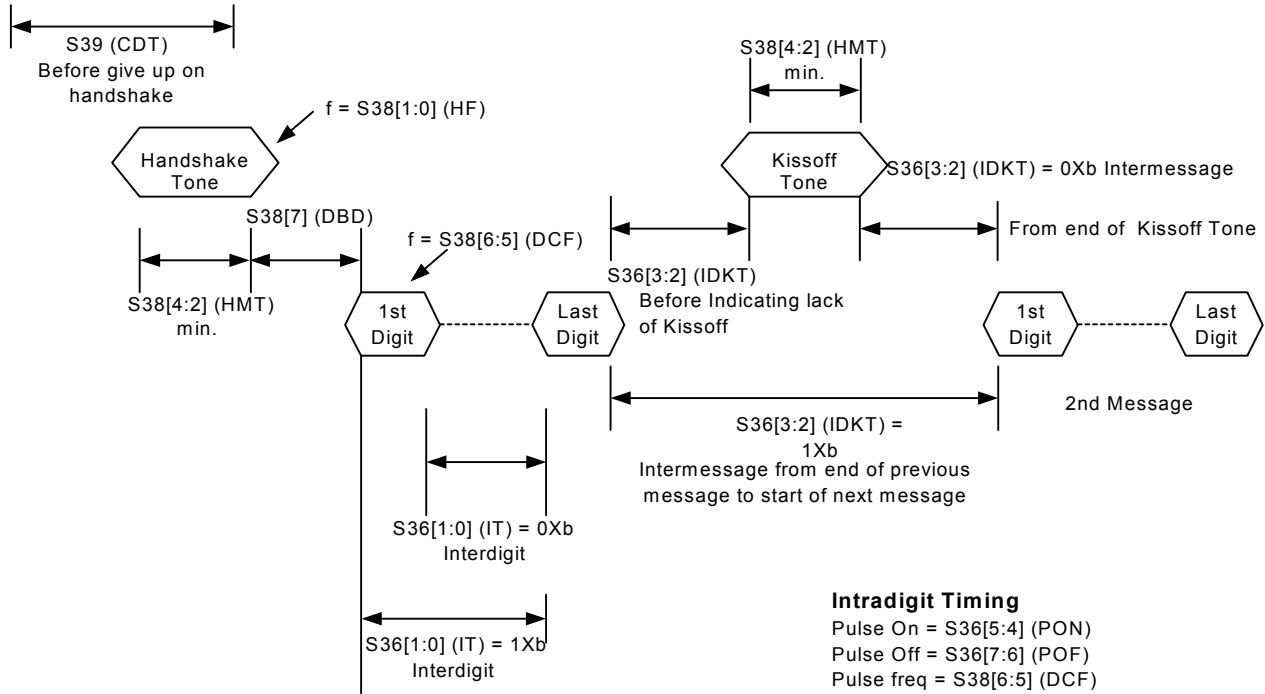 S39 (CDT)
Before give up on
handshake
f = S38[1:0] (HF)
Handshake
Tone
S38[4:2] (HMT)
min.
Kissoff
Tone
S36[3:2] (IDKT) = 0Xb Intermessage
From end of Kissoff Tone
S38[7] (DBD)
f = S38[6:5] (DCF)
S38[4:2] (HMT)
min.
1st
Digit
Last
Digit
S36[3:2] (IDKT)
Before Indicating lack
of Kissoff
1st
Digit
Last
Digit
2nd Message
S36[3:2] (IDKT) =
1Xb
Intermessage from end of previous
message to start of next message
S36[1:0] (IT) = 0Xb
Interdigit
S36[1:0] (IT) = 1Xb
Interdigit
Intradigit Timing
Pulse On = S36[5:4] (PON)
Pulse Off = S36[7:6] (POF)
Pulse freq = S38[6:5] (DCF)